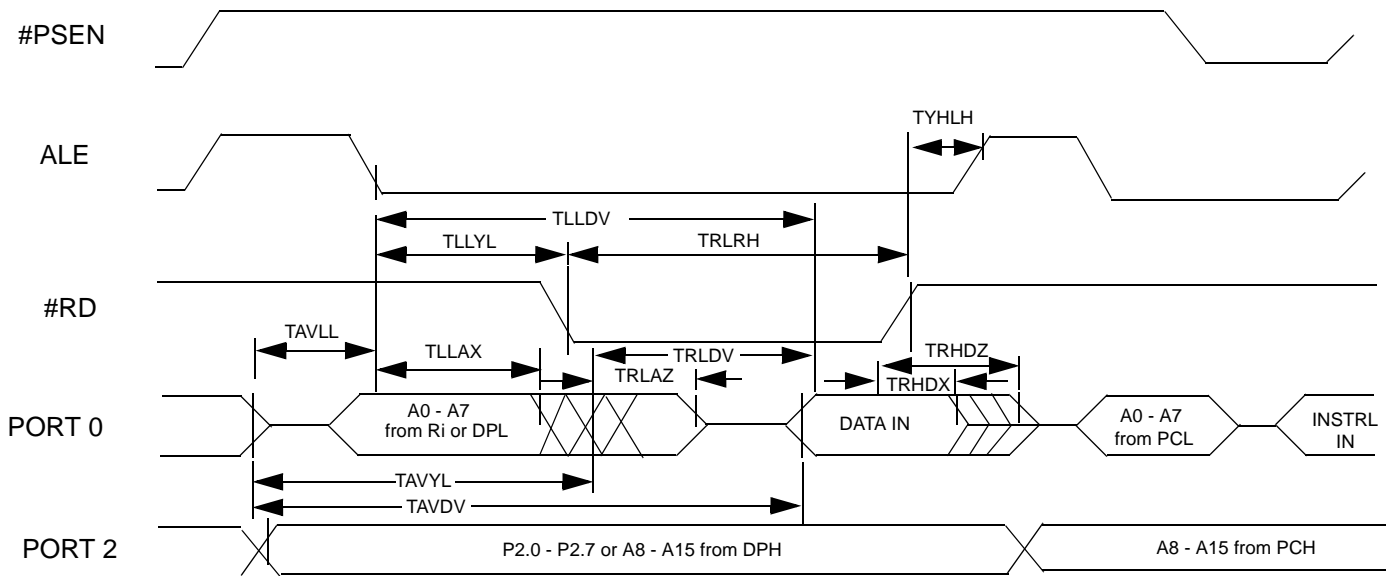 #PSEN
TYHLH
ALE
TLLDV
TLLYL
TRLRH
#RD
TAVLL
TLLAX
TRLDV
TRHDZ
TRLAZ
TRHDX
PORT 0
A0 - A7
from Ri or DPL
DATA IN
A0 - A7
from PCL
INSTRL
IN
TAVYL
TAVDV
PORT 2
P2.0 - P2.7 or A8 - A15 from DPH
A8 - A15 from PCH